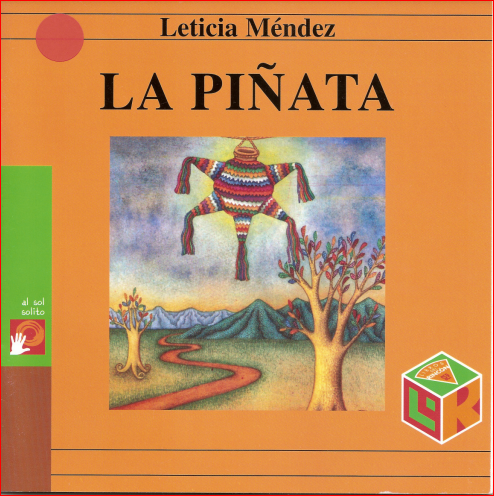 Leticia Méndez
LA PIÑATA
al sol
solito